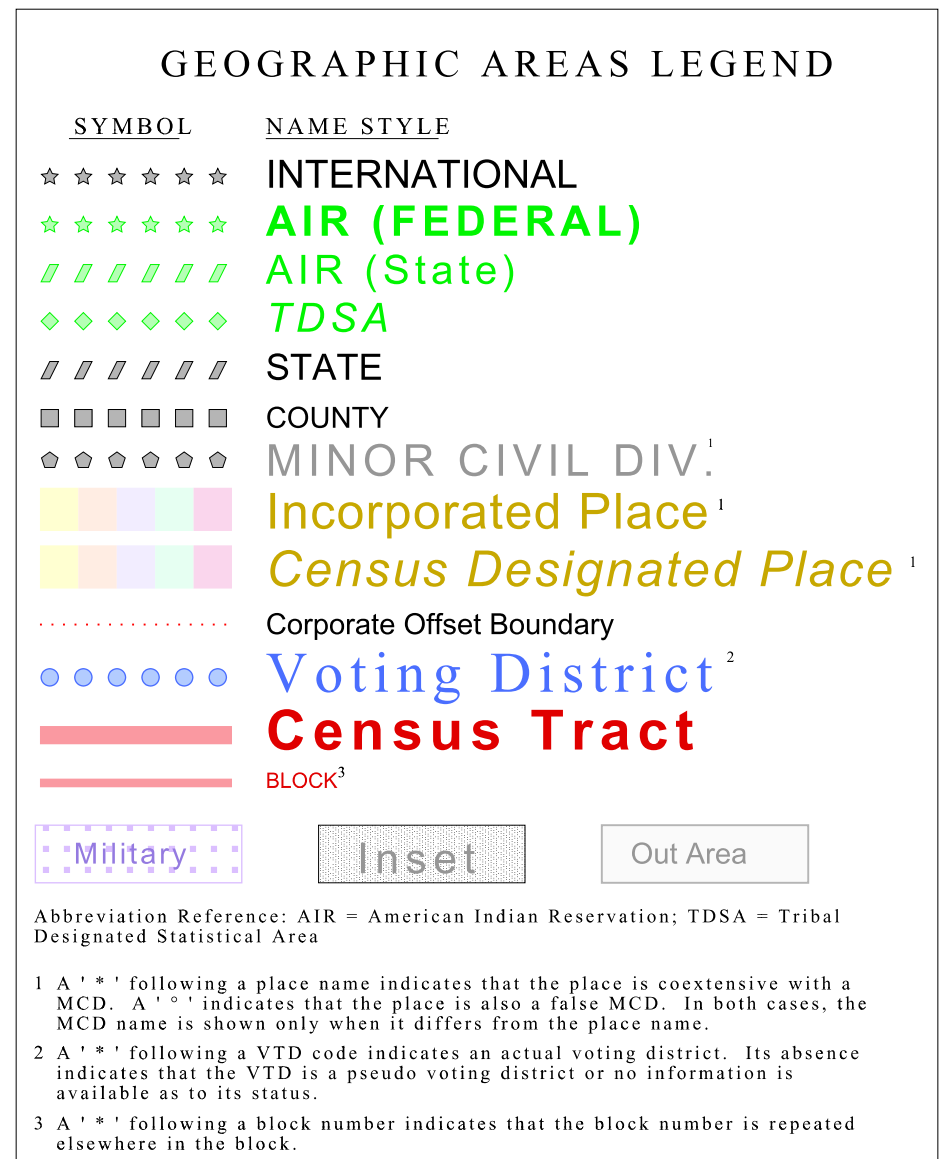 GEOGRAPHIC AREAS LEGEND
SYMBOL NAME STYLE
INTERNATIONAL
AIR (FEDERAL)
AIR (State)
TDSA
STATE
COUNTY
MINOR CIVIL DIV.¹
Incorporated Place ¹
Census Designated Place ¹
Corporate Offset Boundary
Voting District ²
Census Tract
BLOCK³
Military Inset Out Area
Abbreviation Reference: AIR = American Indian Reservation; TDSA = Tribal
Designated Statistical Area
1 A ' * ' following a place name indicates that the place is coextensive with a
MCD. A ' ° ' indicates that the place is also a false MCD. In both cases, the
MCD name is shown only when it differs from the place name.
2 A ' * ' following a VTD code indicates an actual voting district. Its absence
indicates that the VTD is a pseudo voting district or no information is
available as to its status.
3 A ' * ' following a block number indicates that the block number is repeated
elsewhere in the block.